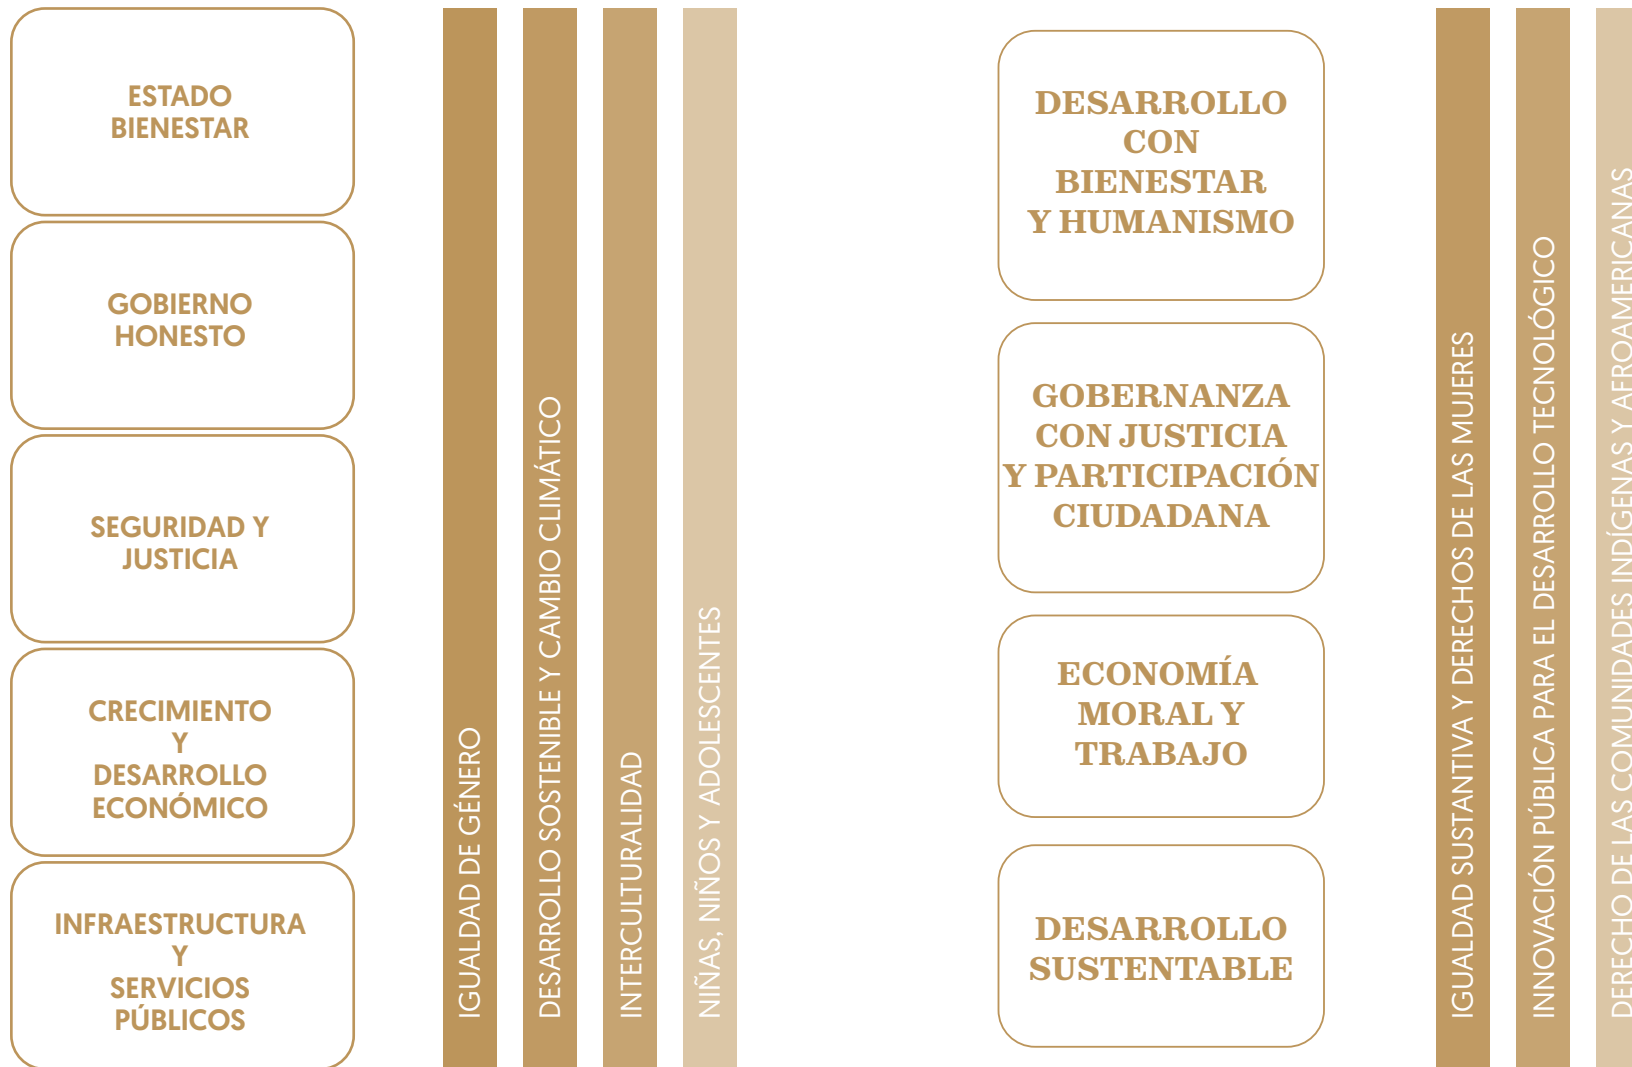 ESTADO
BIENESTAR
GOBIERNO
HONESTO
SEGURIDAD Y
JUSTICIA
CRECIMIENTO
Y
DESARROLLO
ECONÓMICO
INFRAESTRUCTURA
Y
SERVICIOS
PÚBLICOS
IGUALDAD DE GÉNERO
DESARROLLO SOSTENIBLE Y CAMBIO CLIMÁTICO
INTERCULTURALIDAD
NIÑAS, NIÑOS Y ADOLESCENTES
DESARROLLO
CON
BIENESTAR
Y HUMANISMO
GOBERNANZA
CON JUSTICIA
Y PARTICIPACIÓN
CIUDADANA
ECONOMÍA
MORAL Y
TRABAJO
DESARROLLO
SUSTENTABLE
IGUALDAD SUSTANTIVA Y DERECHOS DE LAS MUJERES
INNOVACIÓN PÚBLICA PARA EL DESARROLLO TECNOLÓGICO
DERECHO DE LAS COMUNIDADES INDÍGENAS Y AFROAMERICANAS